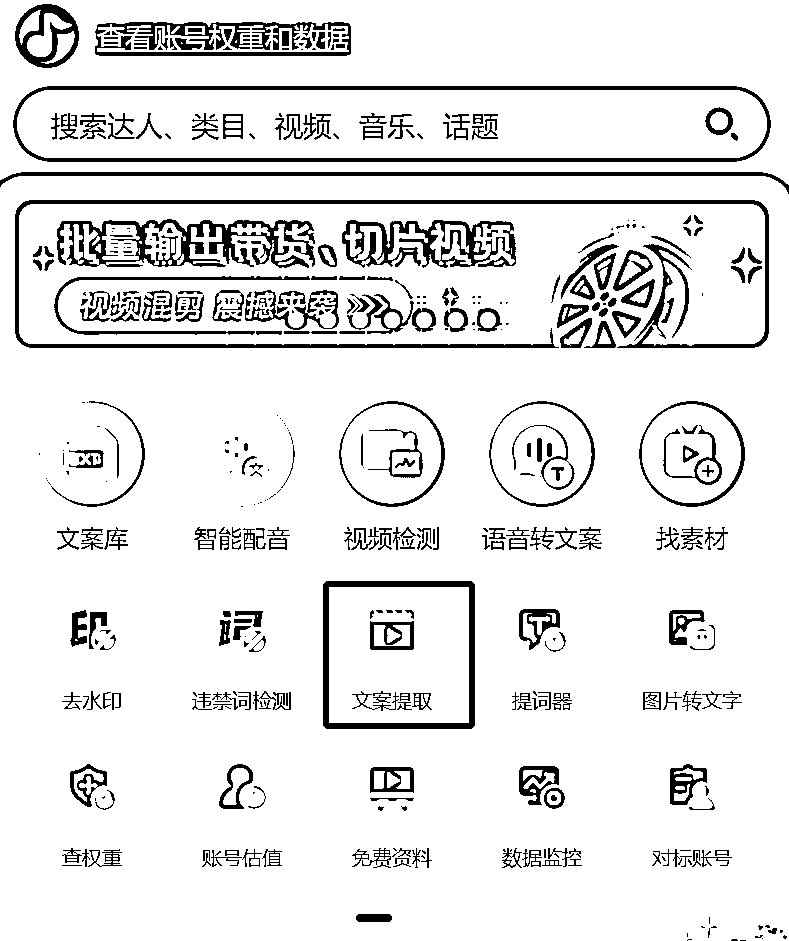 查看账号权重和数据
搜索达人、类目、视频、音乐、话题
批量输出带货、切片视频
视频混剪 震撼来袭
文案库 智能配音 视频检测 语音转文案 找素材
去水印 违禁词检测 文案提取 提词器 图片转文字
查权重 账号估值 免费资料 数据监控 对标账号